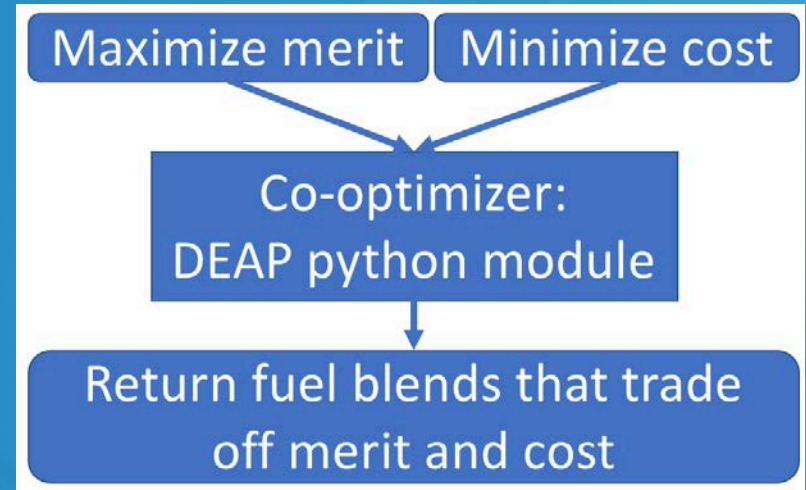 Maximize merit
Minimize cost
Co-optimizer:
DEAP python module
Return fuel blends that trade
off merit and cost